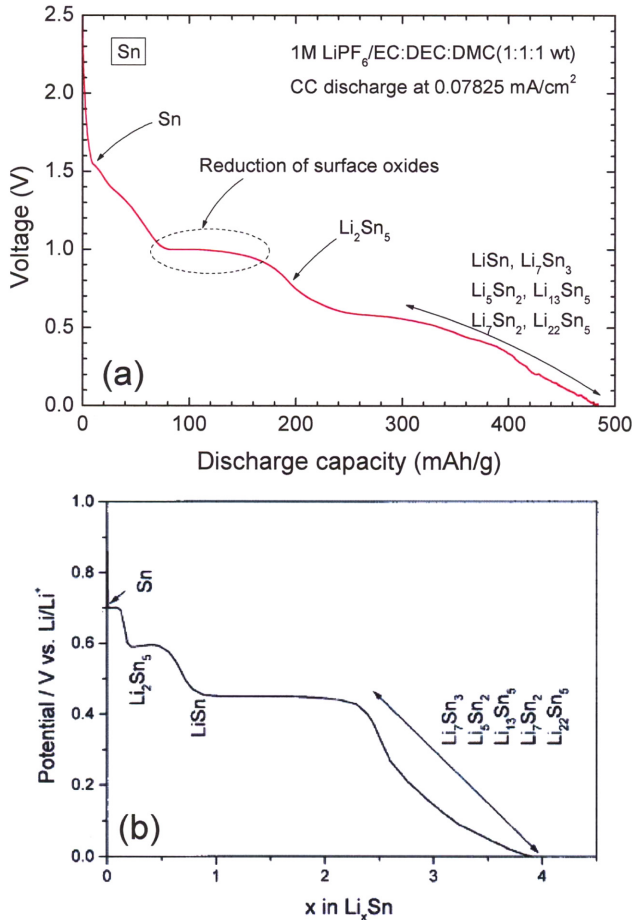 Sn
1M LiPF6/EC:DEC:DMC(1:1:1 wt)
CC discharge at 0.07825 mA/cm2
2.5
2.0
1.5
1.0
0.5
0.0
Voltage (V)
Sn
Reduction of surface oxides
Li2Sn5
LiSn, Li7Sn3
Li5Sn2, Li13Sn5
Li7Sn2, Li22Sn5
(a)
0 100 200 300 400 500
Discharge capacity (mAh/g)
1.0
0.8
0.6
0.4
0.2
0.0
Potential / V vs. Li/Li+
Sn
Li2Sn5
LiSn
Li7Sn3
Li5Sn2
Li13Sn5
Li7Sn2
Li22Sn5
(b)
0 1 2 3 4
x in LixSn